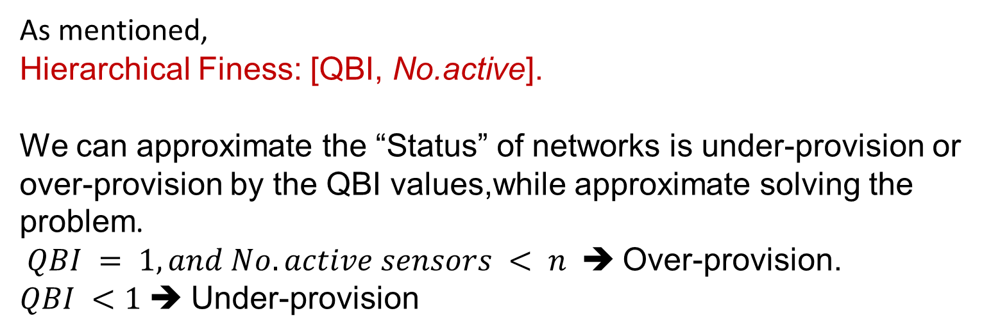 As mentioned,
Hierarchical Finess: [QBI, No.active].
We can approximate the “Status” of networks is under-provision or
over-provision by the QBI values,while approximate solving the
problem.
QBI = 1, and No. active sensors < n ➔ Over-provision.
QBI < 1 ➔ Under-provision